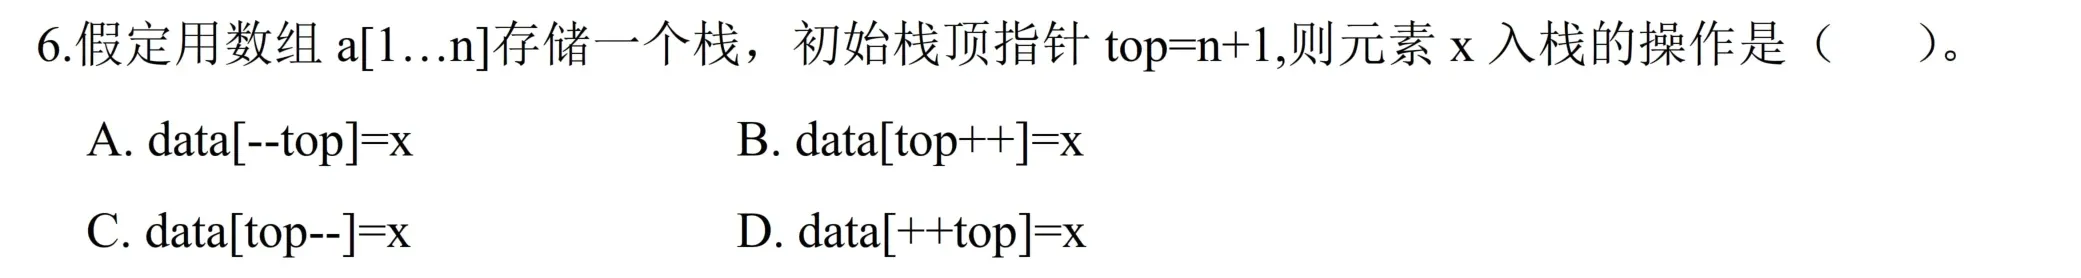 6.假定用数组 a[1…n]存储一个栈，初始栈顶指针 top=n+1,则元素 x 入栈的操作是（　　）。
A. data[--top]=x　　B. data[top++]=x
C. data[top--]=x　　D. data[++top]=x